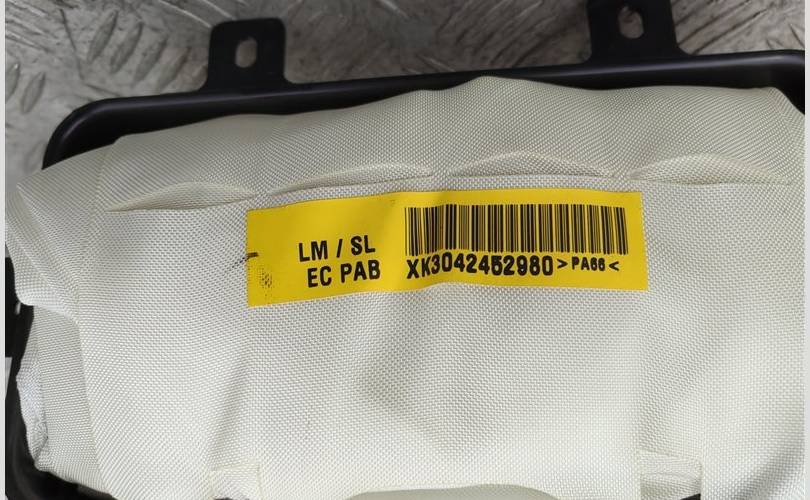 LM / SL
EC PAB
XK3042452980 >PA66<